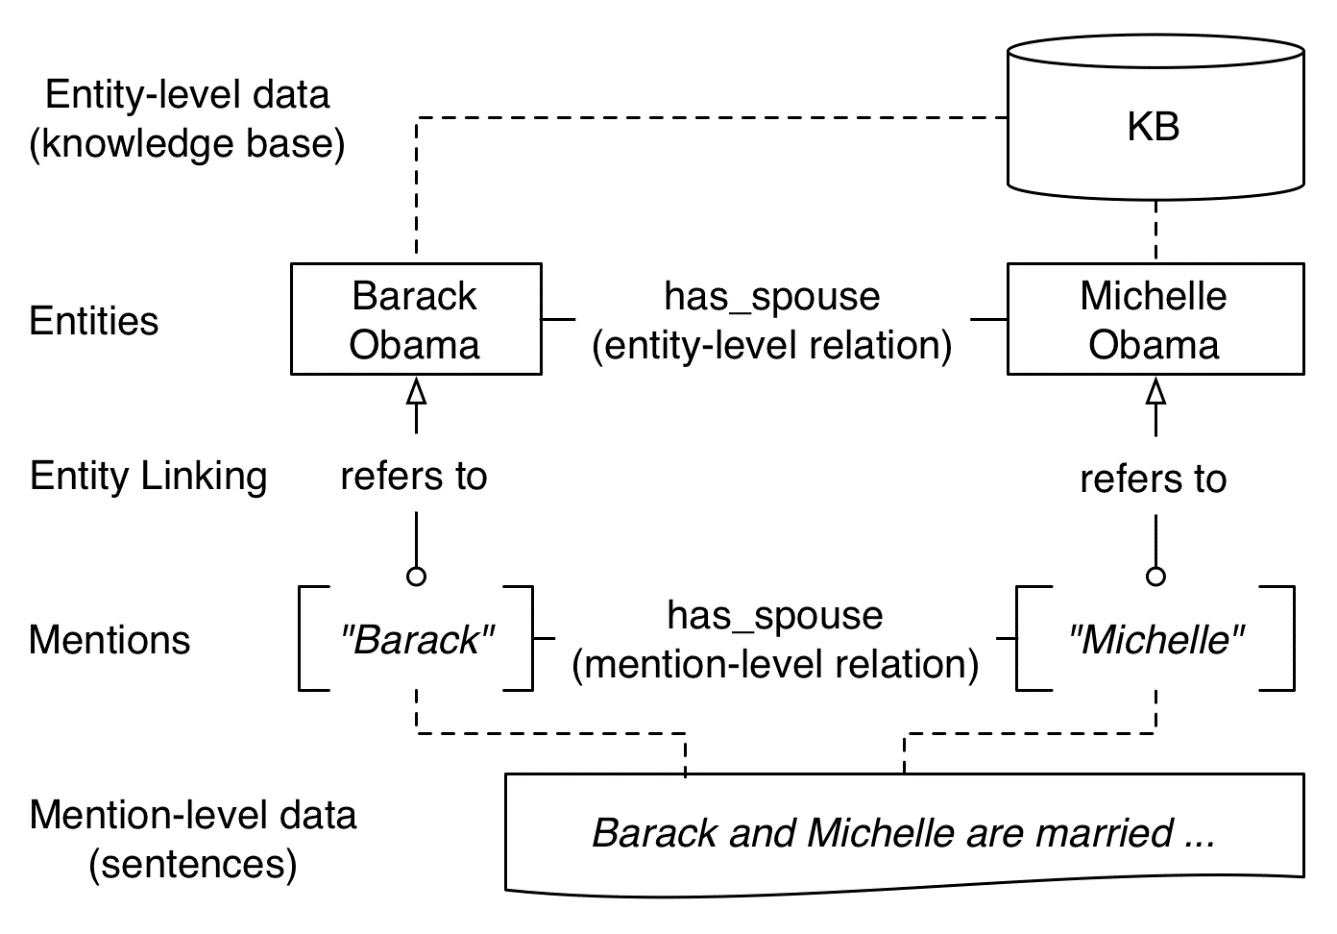 Entity-level data
(knowledge base)
KB
Entities
Barack
Obama
has_spouse
(entity-level relation)
Michelle
Obama
Entity Linking
refers to
refers to
Mentions
"Barack"
has_spouse
(mention-level relation)
"Michelle"
Mention-level data
(sentences)
Barack and Michelle are married ...